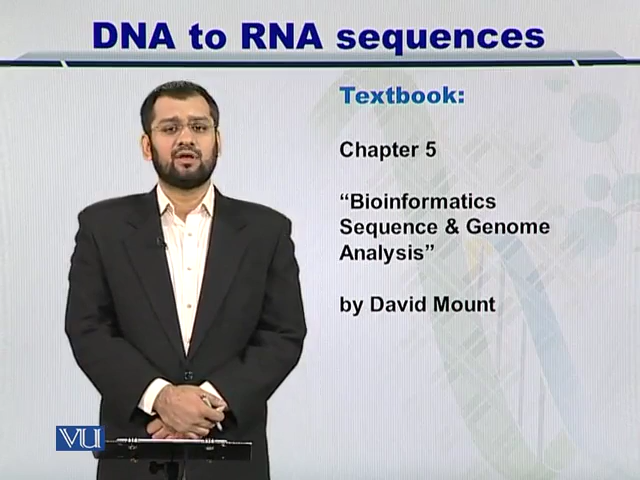 DNA to RNA sequences
Textbook:
Chapter 5
“Bioinformatics
Sequence & Genome
Analysis”
by David Mount
VU